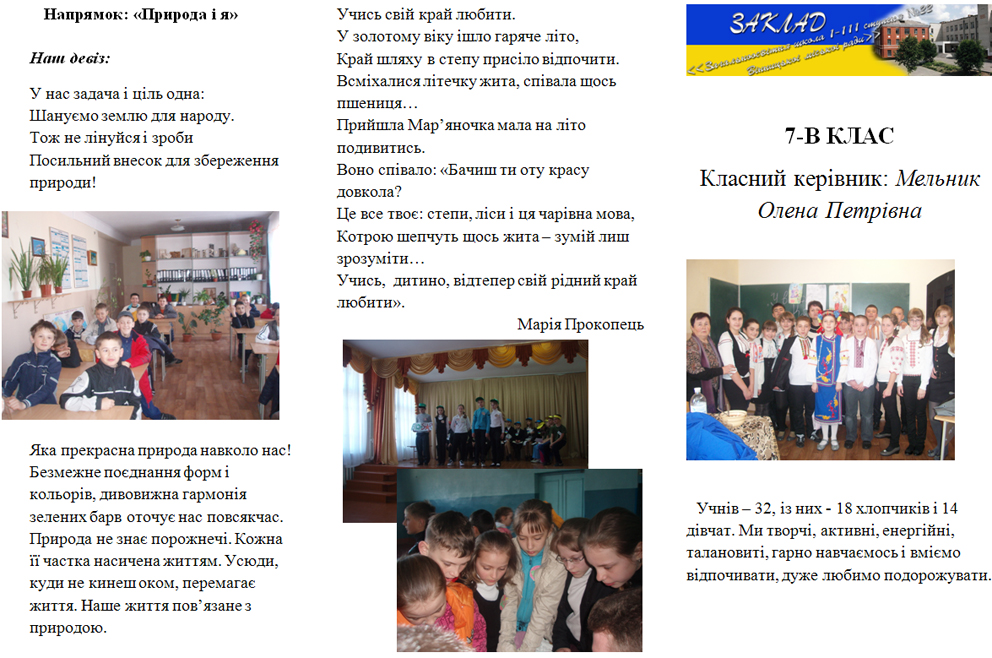 Напрямок: «Природа і я»
Наш девіз:
У нас задача і ціль одна:
Шануємо землю для народу.
Тож не лінуйся і зроби
Посильний внесок для збереження
природи!
Яка прекрасна природа навколо нас!
Безмежне поєднання форм і
кольорів, дивовижна гармонія
зелених барв оточує нас повсякчас.
Природа не знає порожнечі. Кожна
її частка насичена життям. Усюди,
куди не кинеш оком, перемагає
життя. Наше життя пов’язане з
природою.
Учись свій край любити.
У золотому віку ішло гаряче літо,
Край шляху в степу присіло відпочити.
Всміхалися літечку жита, співала щось
пшениця…
Прийшла Мар’яночка мала на літо
подивитись.
Воно співало: «Бачиш ти оту красу
довкола?
Це все твоє: степи, ліси і ця чарівна мова,
Котрою шепчуть щось жита – зумій лиш
зрозуміти…
Учись, дитино, відтепер свій рідний край
любити».
Марія Прокопець
ЗАКЛАД
<<Загальноосвітня школа І-ІІІ ступенів №22
Вінницької міської ради>>
7-В КЛАС
Класний керівник: Мельник
Олена Петрівна
Учнів – 32, із них - 18 хлопчиків і 14
дівчат. Ми творчі, активні, енергійні,
талановиті, гарно навчаємось і вміємо
відпочивати, дуже любимо подорожувати.